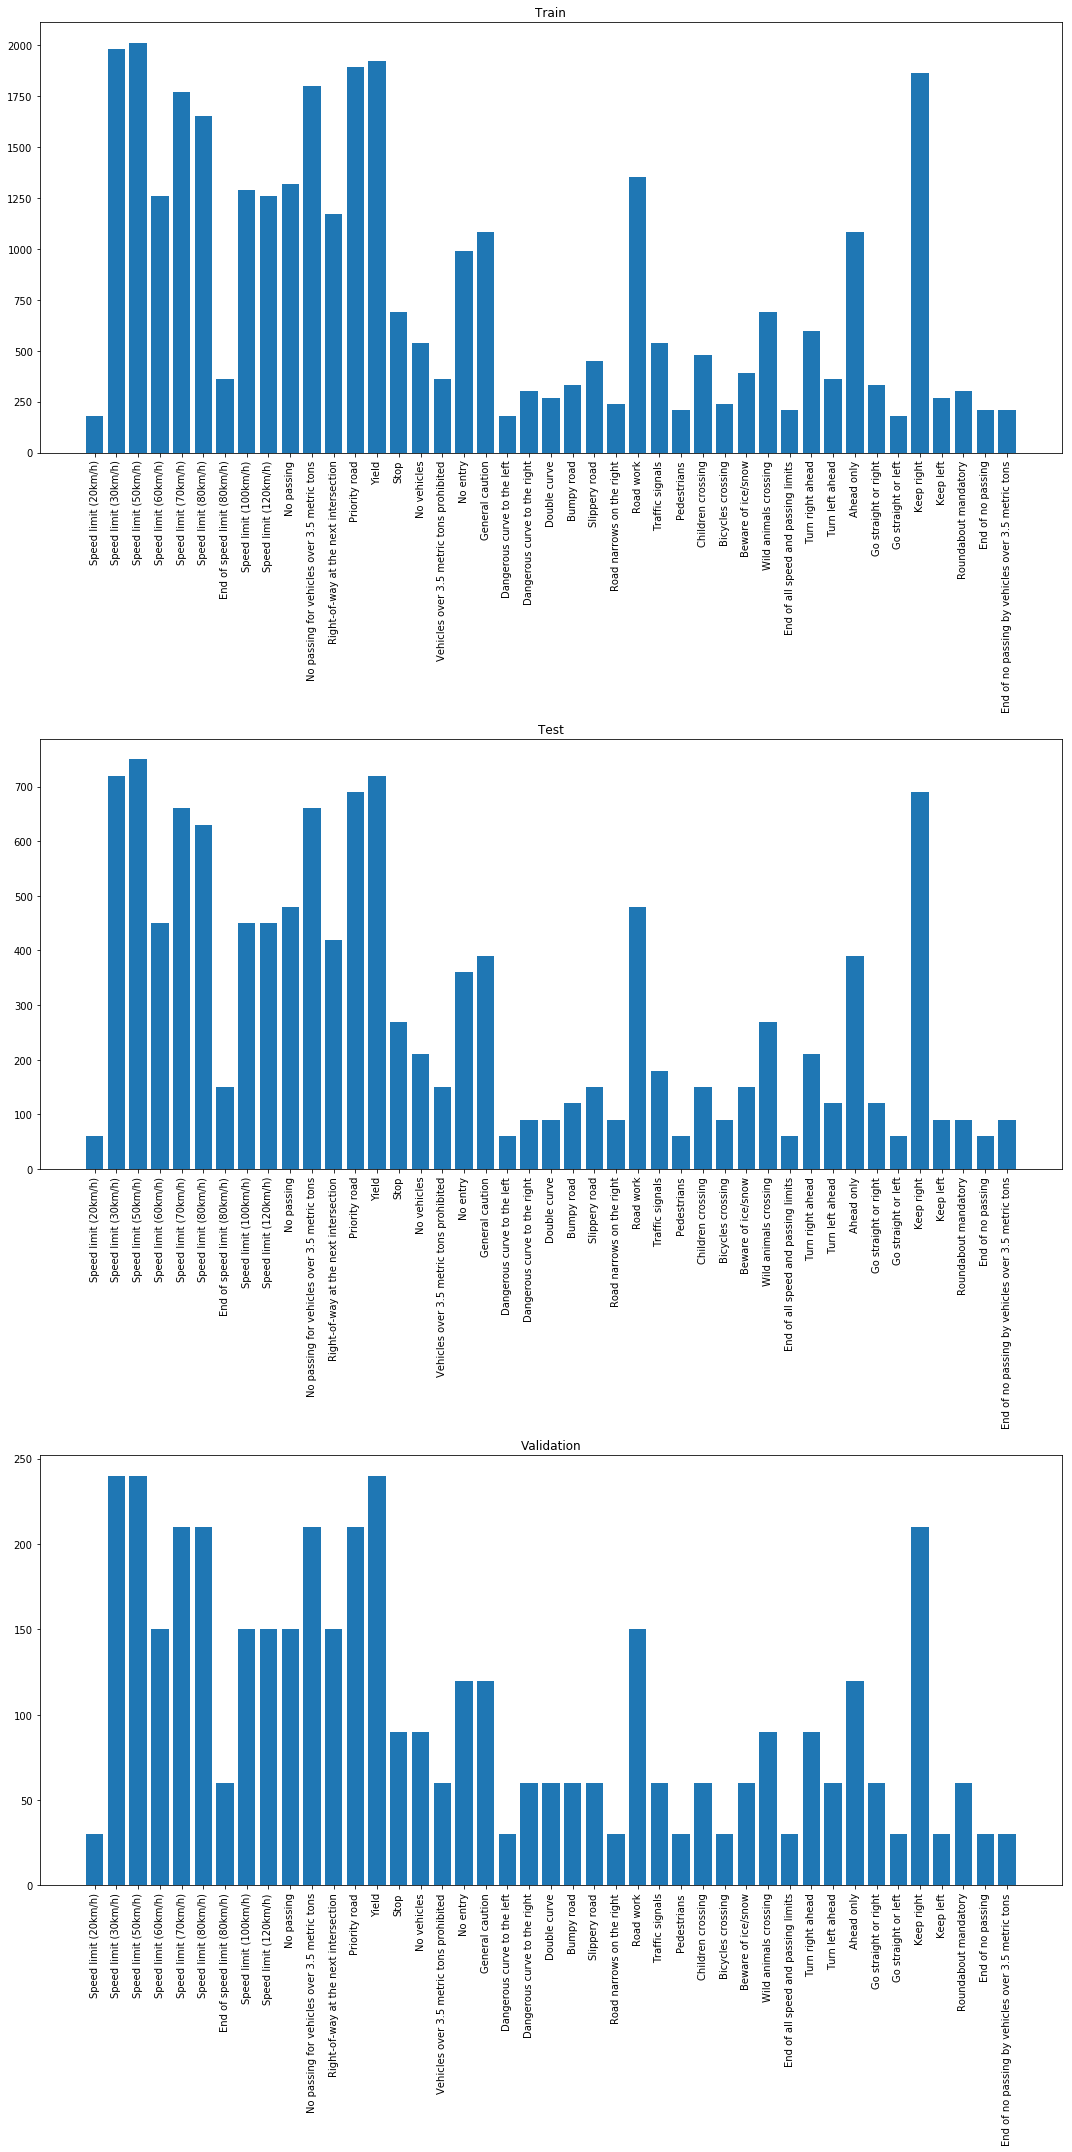 Train
2000
1750
1500
1250
1000
750
500
250
0
Speed limit (20km/h)
Speed limit (30km/h)
Speed limit (50km/h)
Speed limit (60km/h)
Speed limit (70km/h)
Speed limit (80km/h)
End of speed limit (80km/h)
Speed limit (100km/h)
Speed limit (120km/h)
No passing
No passing for vehicles over 3.5 metric tons
Right-of-way at the next intersection
Priority road
Yield
Stop
No vehicles
Vehicles over 3.5 metric tons prohibited
No entry
General caution
Dangerous curve to the left
Dangerous curve to the right
Double curve
Bumpy road
Slippery road
Road narrows on the right
Road work
Traffic signals
Pedestrians
Children crossing
Bicycles crossing
Beware of ice/snow
Wild animals crossing
End of all speed and passing limits
Turn right ahead
Turn left ahead
Ahead only
Go straight or right
Go straight or left
Keep right
Keep left
Roundabout mandatory
End of no passing
End of no passing by vehicles over 3.5 metric tons
Test
700
600
500
400
300
200
100
0
Speed limit (20km/h)
Speed limit (30km/h)
Speed limit (50km/h)
Speed limit (60km/h)
Speed limit (70km/h)
Speed limit (80km/h)
End of speed limit (80km/h)
Speed limit (100km/h)
Speed limit (120km/h)
No passing
No passing for vehicles over 3.5 metric tons
Right-of-way at the next intersection
Priority road
Yield
Stop
No vehicles
Vehicles over 3.5 metric tons prohibited
No entry
General caution
Dangerous curve to the left
Dangerous curve to the right
Double curve
Bumpy road
Slippery road
Road narrows on the right
Road work
Traffic signals
Pedestrians
Children crossing
Bicycles crossing
Beware of ice/snow
Wild animals crossing
End of all speed and passing limits
Turn right ahead
Turn left ahead
Ahead only
Go straight or right
Go straight or left
Keep right
Keep left
Roundabout mandatory
End of no passing
End of no passing by vehicles over 3.5 metric tons
Validation
250
200
150
100
50
0
Speed limit (20km/h)
Speed limit (30km/h)
Speed limit (50km/h)
Speed limit (60km/h)
Speed limit (70km/h)
Speed limit (80km/h)
End of speed limit (80km/h)
Speed limit (100km/h)
Speed limit (120km/h)
No passing
No passing for vehicles over 3.5 metric tons
Right-of-way at the next intersection
Priority road
Yield
Stop
No vehicles
Vehicles over 3.5 metric tons prohibited
No entry
General caution
Dangerous curve to the left
Dangerous curve to the right
Double curve
Bumpy road
Slippery road
Road narrows on the right
Road work
Traffic signals
Pedestrians
Children crossing
Bicycles crossing
Beware of ice/snow
Wild animals crossing
End of all speed and passing limits
Turn right ahead
Turn left ahead
Ahead only
Go straight or right
Go straight or left
Keep right
Keep left
Roundabout mandatory
End of no passing
End of no passing by vehicles over 3.5 metric tons